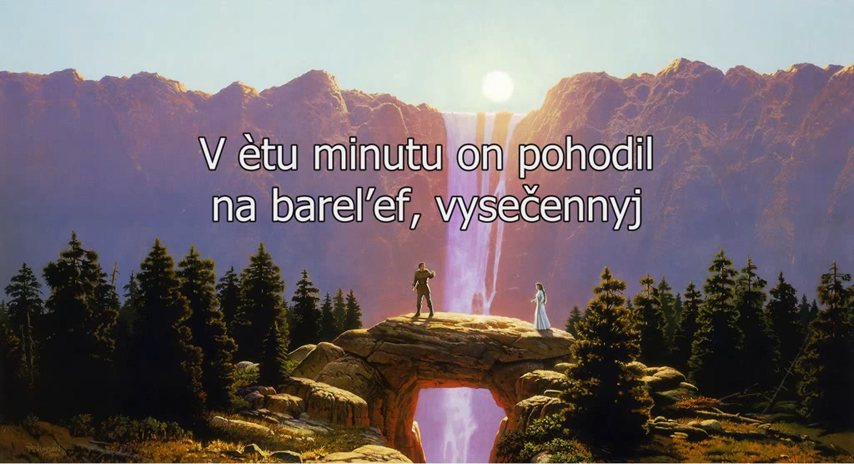 V ètu minutu on pohodil
na barel’ef, vysečennyj